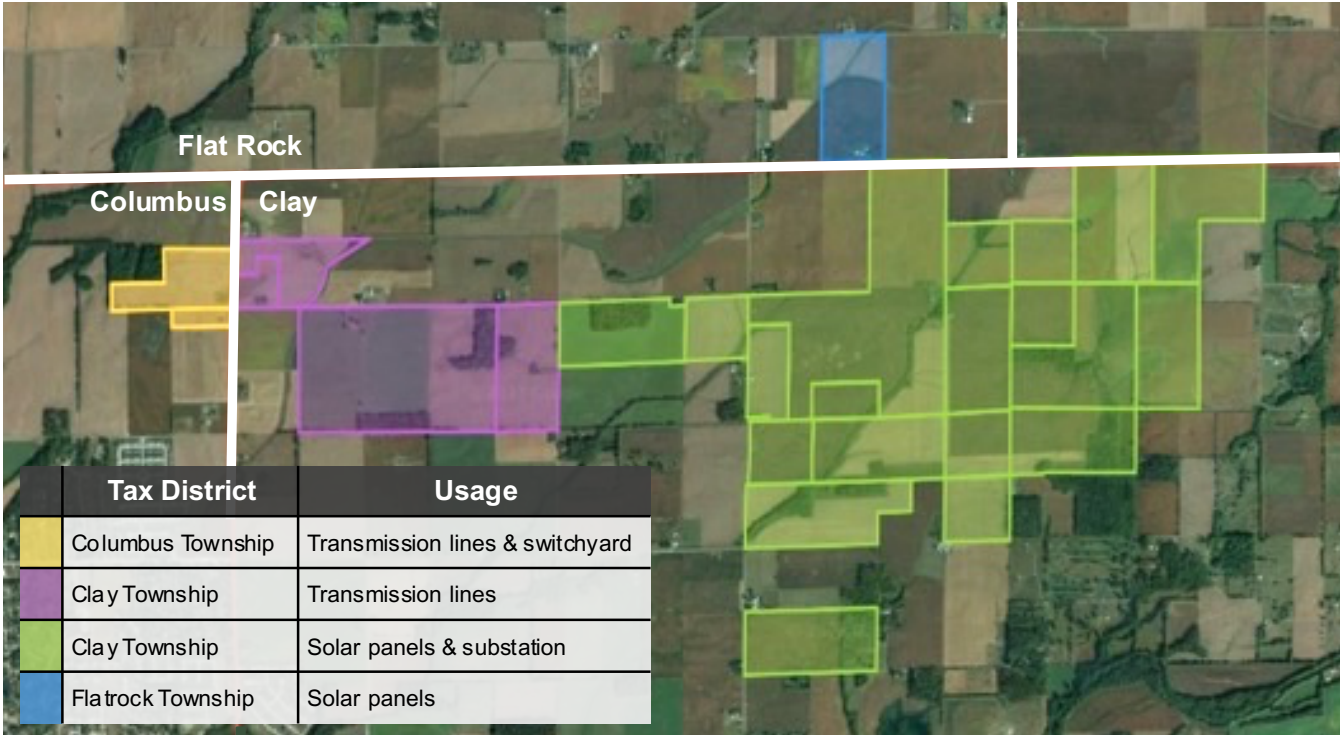 Flat Rock
Columbus Clay
Tax District Usage
Columbus Township Transmission lines & switchyard
Clay Township Transmission lines
Clay Township Solar panels & substation
Flatrock Township Solar panels